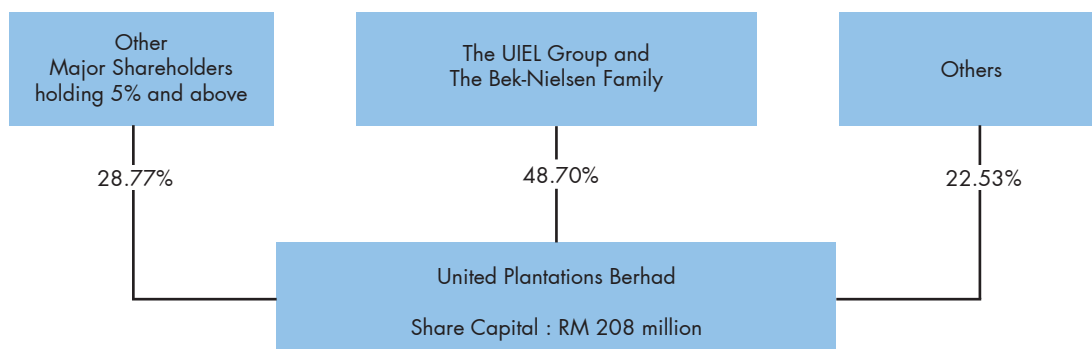 Other
Major Shareholders
holding 5% and above
The UIEL Group and
The Bek-Nielsen Family
Others
28.77%
48.70%
22.53%
United Plantations Berhad
Share Capital : RM 208 million